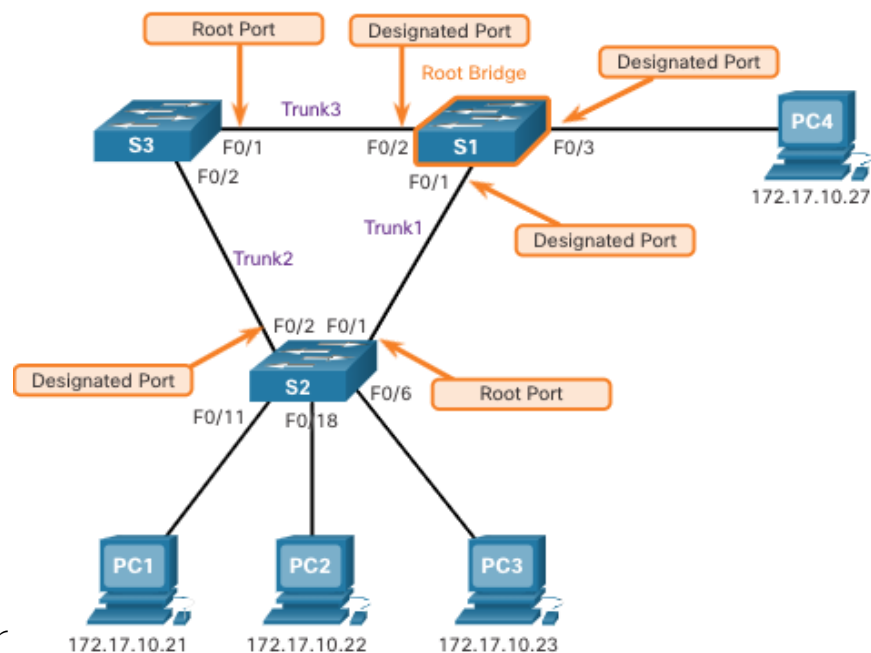 Root Port
Designated Port
Root Bridge
Designated Port
Trunk3
PC4
S3
F0/1
F0/2
S1
F0/3
F0/2
F0/1
172.17.10.27
Trunk1
Designated Port
Trunk2
F0/2
F0/1
Designated Port
S2
F0/6
Root Port
F0/11
F0/18
PC1
PC2
PC3
172.17.10.21
172.17.10.22
172.17.10.23